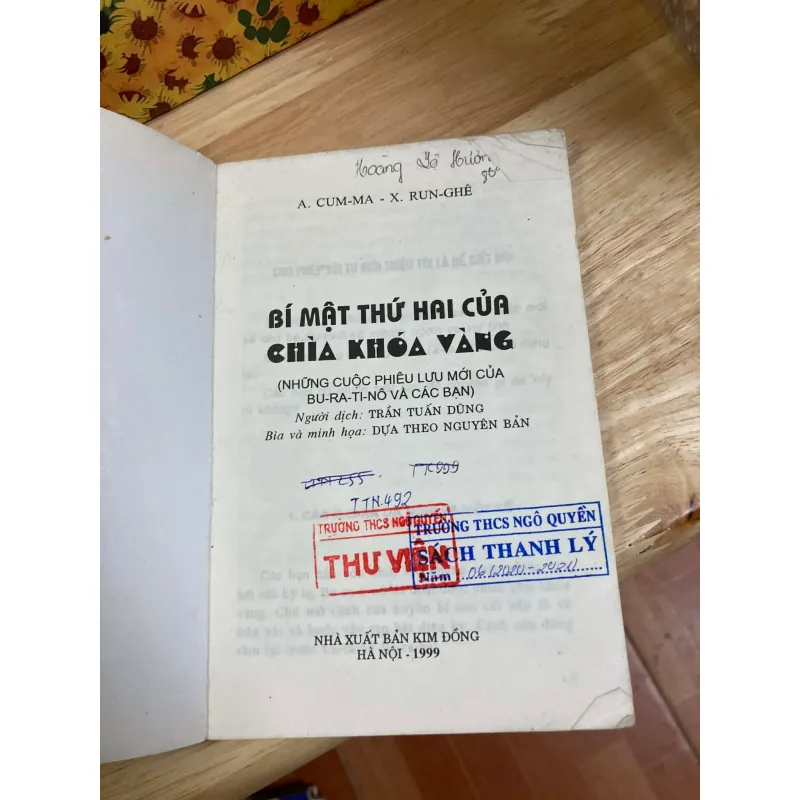 Hoàng
A. CUM-MA - X. RUN-GHÊ
BÍ MẬT THỨ HAI CỦA
CHÌA KHÓA VÀNG
(NHỮNG CUỘC PHIÊU LƯU MỚI CỦA
BU-RA-TI-NÔ VÀ CÁC BẠN)
Người dịch: TRẦN TUẤN DŨNG
Bìa và minh họa: DỰA THEO NGUYÊN BẢN
TK999
TTN.492
TRƯỜNG THCS NGÔ QUYỀN
THƯ VIỆN
TRƯỜNG THCS NGÔ QUYỀN
SÁCH THANH LÝ
Năm
NHÀ XUẤT BẢN KIM ĐỒNG
HÀ NỘI - 1999